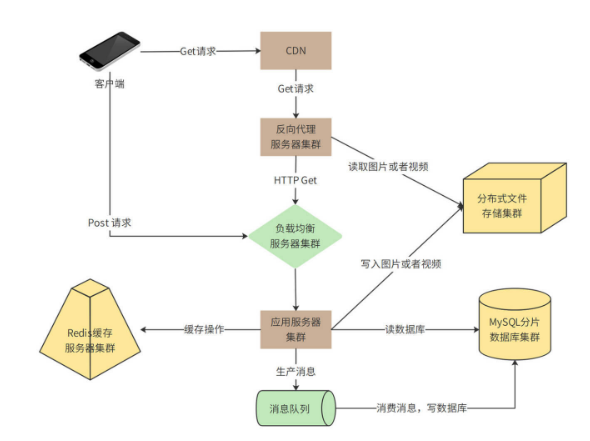 Get请求
CDN
客户端
Get请求
反向代理
服务器集群
读取图片或者视频
HTTP Get
分布式文件
存储集群
Post 请求
负载均衡
服务器集群
写入图片或者视频
Redis缓存
服务器集群
缓存操作
应用服务器
集群
读数据库
MySQL分片
数据库集群
生产消息
消息队列
消费消息，写数据库